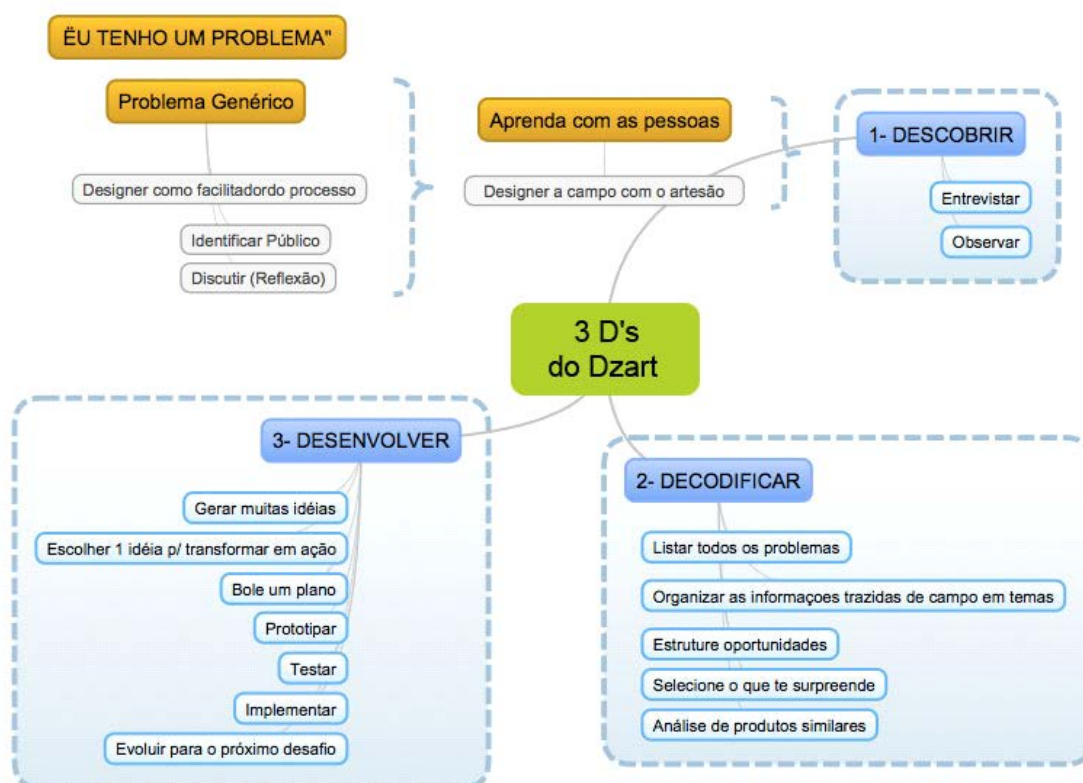 ËU TENHO UM PROBLEMA"
Problema Genérico
Designer como facilitadordo processo
Identificar Público
Discutir (Reflexão)
Aprenda com as pessoas
Designer a campo com o artesão
1- DESCOBRIR
Entrevistar
Observar
3 D's
do Dzart
3- DESENVOLVER
Gerar muitas idéias
Escolher 1 idéia p/ transformar em ação
Bole um plano
Prototipar
Testar
Implementar
Evoluir para o próximo desafio
2- DECODIFICAR
Listar todos os problemas
Organizar as informaçoes trazidas de campo em temas
Estruture oportunidades
Selecione o que te surpreende
Análise de produtos similares